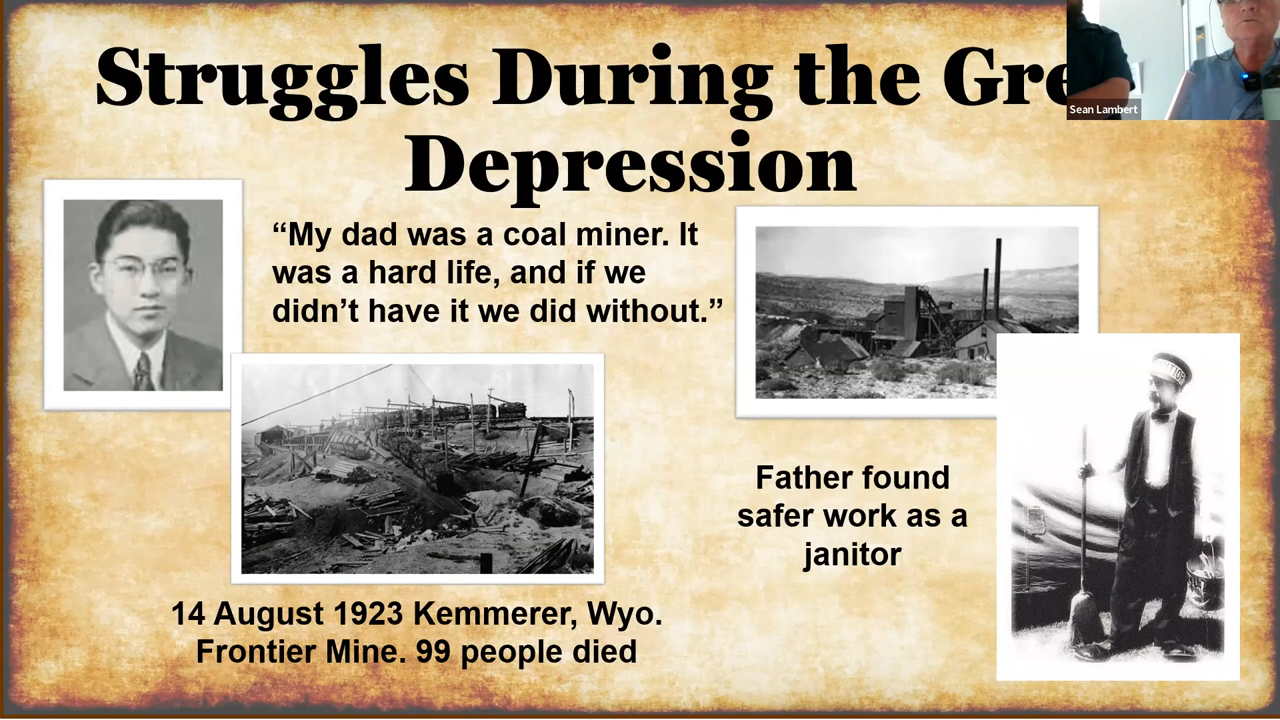 Struggles During the Gre
Depression
Sean Lambert
“My dad was a coal miner. It
was a hard life, and if we
didn’t have it we did without.”
Father found
safer work as a
janitor
14 August 1923 Kemmerer, Wyo.
Frontier Mine. 99 people died